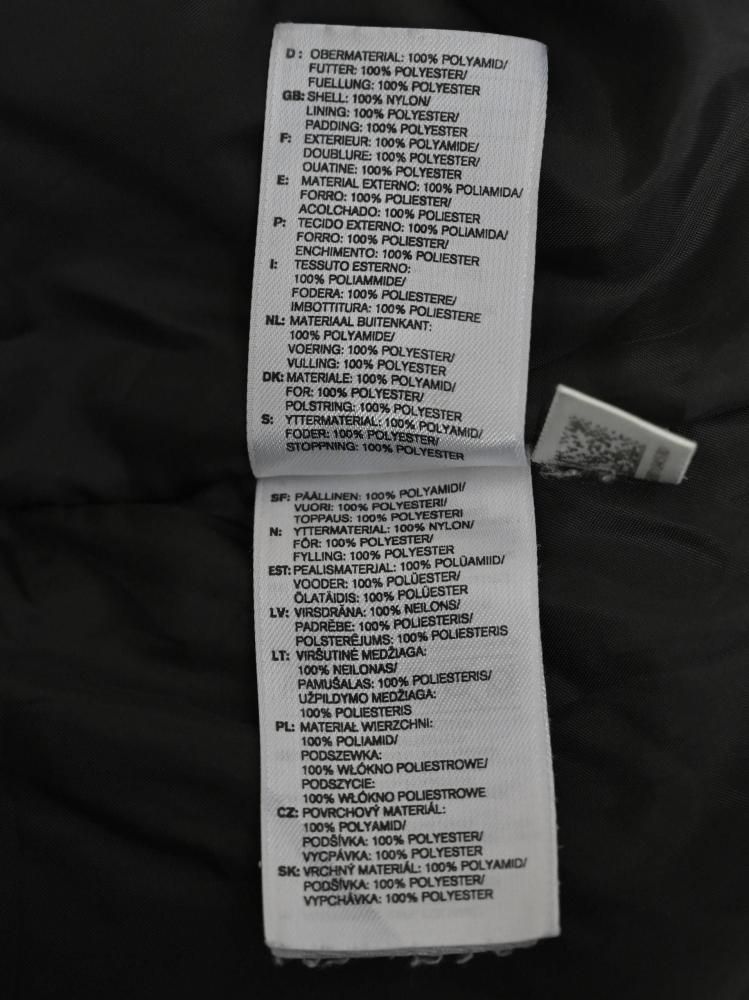 D: OBERMATERIAL: 100% POLYAMID/
FUTTER: 100% POLYESTER/
FUELLUNG: 100% POLYESTER
GB: SHELL: 100% NYLON/
LINING: 100% POLYESTER/
PADDING: 100% POLYESTER
F: EXTERIEUR: 100% POLYAMIDE/
DOUBLURE: 100% POLYESTER/
OUATINE: 100% POLYESTER
E: MATERIAL EXTERNO: 100% POLIAMIDA/
FORRO: 100% POLIESTER/
ACOLCHADO: 100% POLIESTER
P: TECIDO EXTERNO: 100% POLIAMIDA/
FORRO: 100% POLIESTER/
ENCHIMENTO: 100% POLIESTER
I: TESSUTO ESTERNO:
100% POLIAMMIDE/
FODERA: 100% POLIESTERE/
IMBOTTITURA: 100% POLIESTERE
NL: MATERIAAL BUITENKANT:
100% POLYAMIDE/
VOERING: 100% POLYESTER/
VULLING: 100% POLYESTER
DK: MATERIALE: 100% POLYAMID/
FOR: 100% POLYESTER/
POLSTRING: 100% POLYESTER
S: YTTERMATERIAL: 100% POLYAMID/
FODER: 100% POLYESTER/
STOPPNING: 100% POLYESTER
SF: PÄÄLLINEN: 100% POLYAMIDI/
VUORI: 100% POLYESTERI/
TOPPAUS: 100% POLYESTERI
N: YTTERMATERIAL: 100% NYLON/
FÔR: 100% POLYESTER/
FYLLING: 100% POLYESTER
EST: PEALISMATERJAL: 100% POLÜAMIID/
VOODER: 100% POLÜESTER/
ÖLATÄIDIS: 100% POLÜESTER
LV: VIRSDRĀNA: 100% NEILONS/
PADRĒBE: 100% POLIESTERIS/
POLSTERĒJUMS: 100% POLIESTERIS
LT: VIRŠUTINĖ MEDŽIAGA:
100% NEILONAS/
PAMUŠALAS: 100% POLIESTERIS/
UŽPILDYMO MEDŽIAGA:
100% POLIESTERIS
PL: MATERIAŁ WIERZCHNI:
100% POLIAMID/
PODSZEWKA:
100% WŁÓKNO POLIESTROWE/
PODSZYCIE:
100% WŁÓKNO POLIESTROWE
CZ: POVRCHOVÝ MATERIÁL:
100% POLYAMID/
PODŠÍVKA: 100% POLYESTER/
VYCPÁVKA: 100% POLYESTER
SK: VRCHNÝ MATERIÁL: 100% POLYAMID/
PODŠÍVKA: 100% POLYESTER/
VYPCHÁVKA: 100% POLYESTER